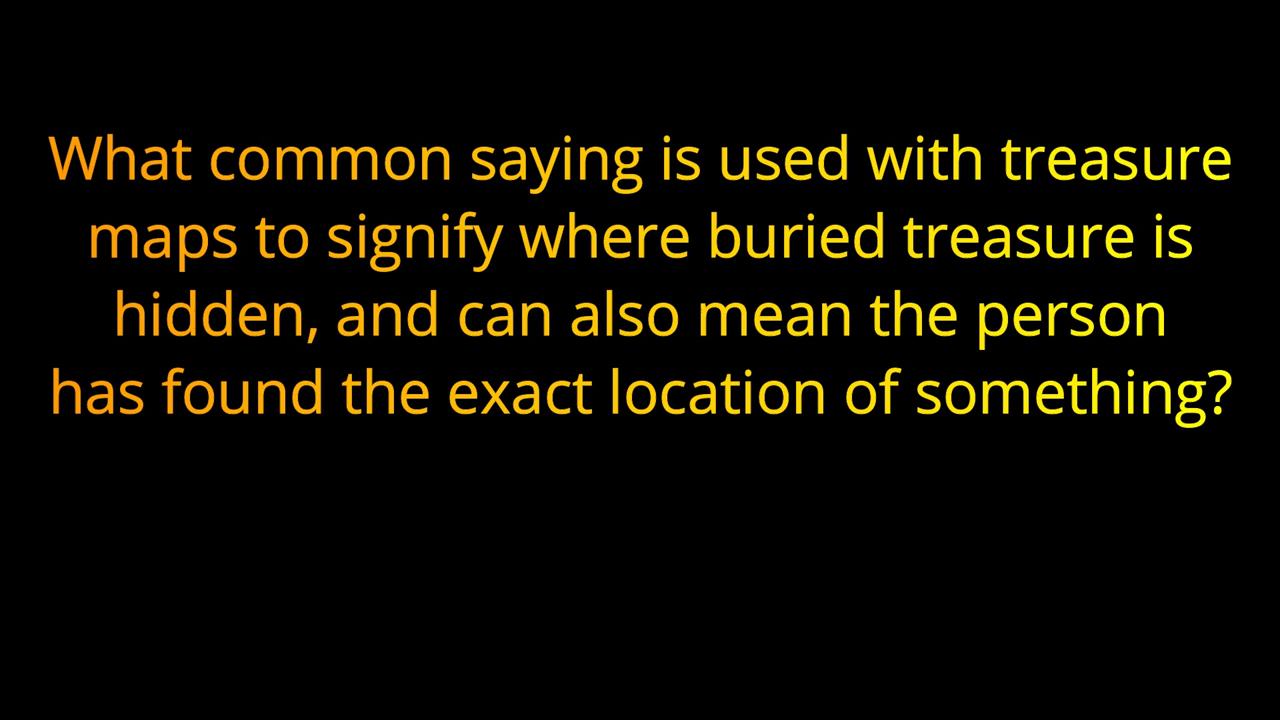 What common saying is used with treasure
maps to signify where buried treasure is
hidden, and can also mean the person
has found the exact location of something?